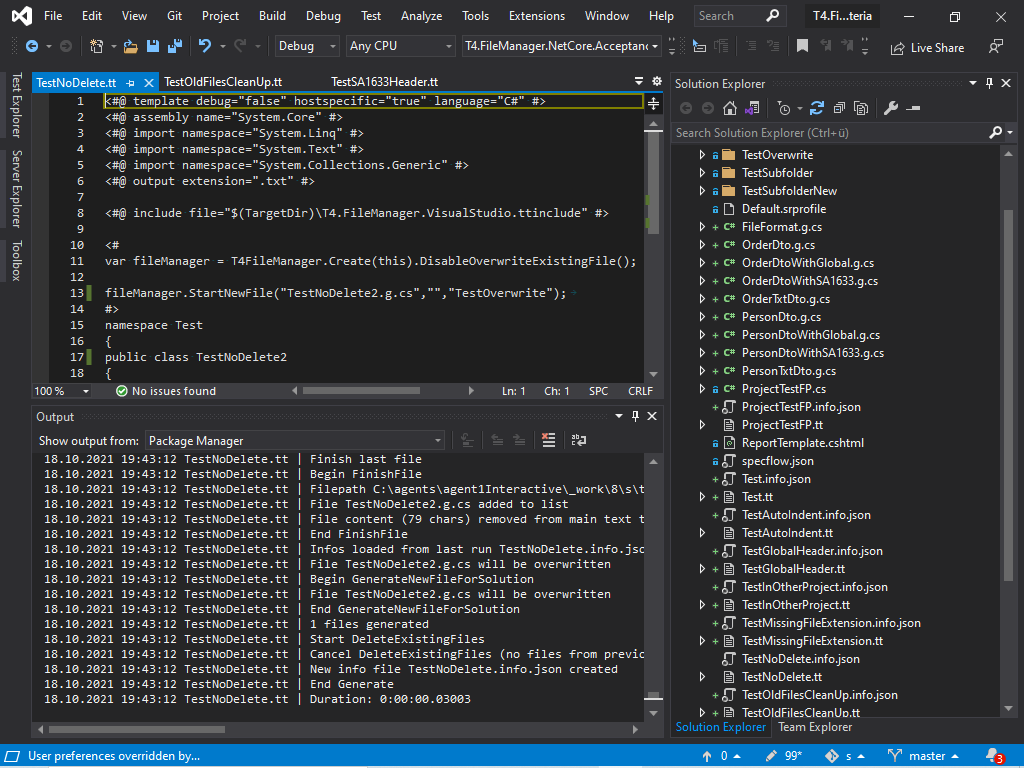 File Edit View Git Project Build Debug Test Analyze Tools Extensions Window Help Search T4.Fi...teria
Debug Any CPU T4.FileManager.NetCore.Acceptanc Live Share
Test Explorer
Server Explorer
Toolbox
TestNoDelete.tt TestOldFilesCleanUp.tt TestSA1633Header.tt
1 <#@ template debug="false" hostspecific="true" language="C#" #>
2 <#@ assembly name="System.Core" #>
3 <#@ import namespace="System.Linq" #>
4 <#@ import namespace="System.Text" #>
5 <#@ import namespace="System.Collections.Generic" #>
6 <#@ output extension=".txt" #>
7
8 <#@ include file="$(TargetDir)\T4.FileManager.VisualStudio.ttinclude" #>
9
10 <#
11 var fileManager = T4FileManager.Create(this).DisableOverwriteExistingFile();
12
13 fileManager.StartNewFile("TestNoDelete2.g.cs","","TestOverwrite");
14 #>
15 namespace Test
16 {
17 public class TestNoDelete2
18 {
100 % No issues found Ln: 1 Ch: 1 SPC CRLF
Output
Show output from: Package Manager
18.10.2021 19:43:12 TestNoDelete.tt | Finish last file
18.10.2021 19:43:12 TestNoDelete.tt | Begin FinishFile
18.10.2021 19:43:12 TestNoDelete.tt | Filepath C:\agents\agent1Interactive\_work\8\s\t
18.10.2021 19:43:12 TestNoDelete.tt | File TestNoDelete2.g.cs added to list
18.10.2021 19:43:12 TestNoDelete.tt | File content (79 chars) removed from main text t
18.10.2021 19:43:12 TestNoDelete.tt | End FinishFile
18.10.2021 19:43:12 TestNoDelete.tt | Infos loaded from last run TestNoDelete.info.jsc
18.10.2021 19:43:12 TestNoDelete.tt | File TestNoDelete2.g.cs will be overwritten
18.10.2021 19:43:12 TestNoDelete.tt | Begin GenerateNewFileForSolution
18.10.2021 19:43:12 TestNoDelete.tt | File TestNoDelete2.g.cs will be overwritten
18.10.2021 19:43:12 TestNoDelete.tt | End GenerateNewFileForSolution
18.10.2021 19:43:12 TestNoDelete.tt | 1 files generated
18.10.2021 19:43:12 TestNoDelete.tt | Start DeleteExistingFiles
18.10.2021 19:43:12 TestNoDelete.tt | Cancel DeleteExistingFiles (no files from previc
18.10.2021 19:43:12 TestNoDelete.tt | New info file TestNoDelete.info.json created
18.10.2021 19:43:12 TestNoDelete.tt | End Generate
18.10.2021 19:43:12 TestNoDelete.tt | Duration: 0:00:00.03003
Solution Explorer
Search Solution Explorer (Ctrl+ü)
TestOverwrite
TestSubfolder
TestSubfolderNew
Default.srprofile
C# FileFormat.g.cs
C# OrderDto.g.cs
C# OrderDtoWithGlobal.g.cs
C# OrderDtoWithSA1633.g.cs
C# OrderTxtDto.g.cs
C# PersonDto.g.cs
C# PersonDtoWithGlobal.g.cs
C# PersonDtoWithSA1633.g.cs
C# PersonTxtDto.g.cs
C# ProjectTestFP.cs
ProjectTestFP.info.json
ProjectTestFP.tt
ReportTemplate.cshtml
specflow.json
Test.info.json
Test.tt
TestAutoIndent.info.json
TestAutoIndent.tt
TestGlobalHeader.info.json
TestGlobalHeader.tt
TestInOtherProject.info.json
TestInOtherProject.tt
TestMissingFileExtension.info.json
TestMissingFileExtension.tt
TestNoDelete.info.json
TestNoDelete.tt
TestOldFilesCleanUp.info.json
TestOldFilesCleanUp.tt
Solution Explorer Team Explorer
User preferences overridden by... 0 99* s master 3